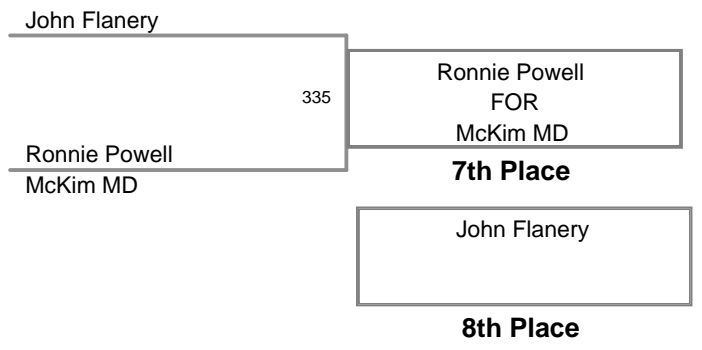 John Flanery
335
Ronnie Powell
McKim MD
Ronnie Powell
FOR
McKim MD
7th Place
John Flanery
8th Place